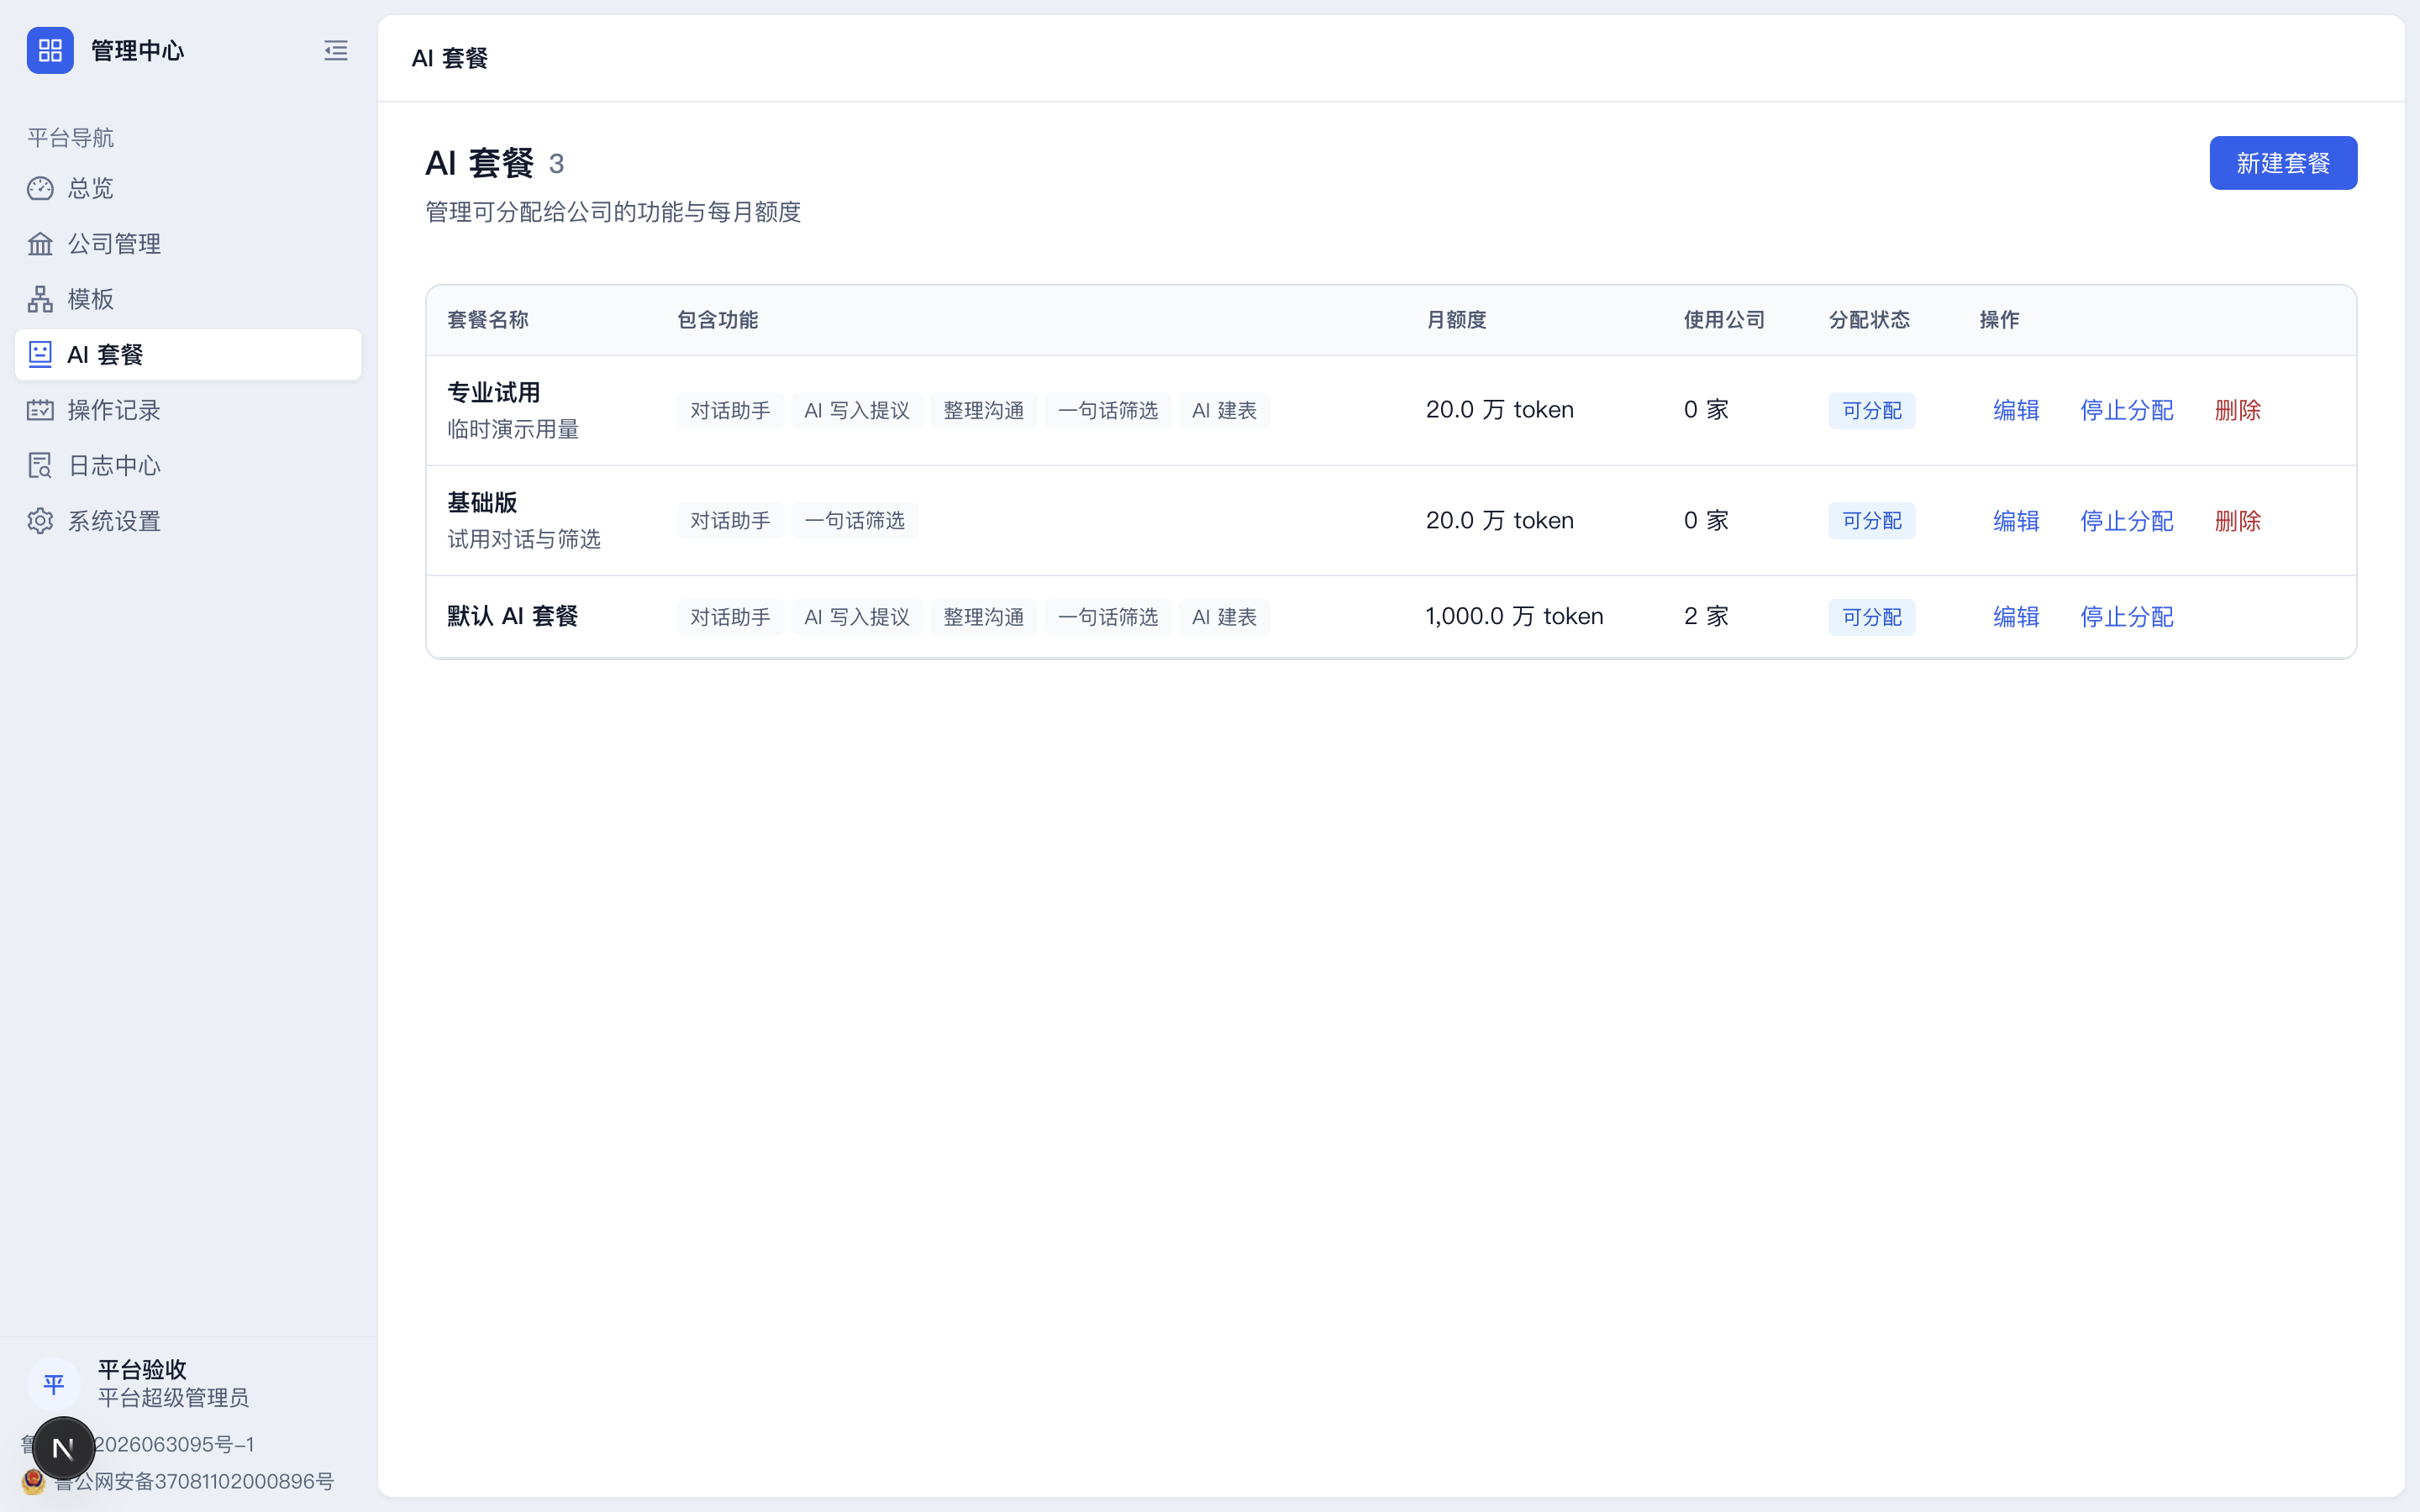 管理中心
平台导航
总览
公司管理
模板
AI 套餐
操作记录
日志中心
系统设置
平
平台验收
平台超级管理员
鲁
N
2026063095号-1
鲁公网安备37081102000896号
AI 套餐
AI 套餐 3
管理可分配给公司的功能与每月额度
新建套餐
套餐名称 包含功能 月额度 使用公司 分配状态 操作
专业试用
临时演示用量
对话助手 AI 写入提议 整理沟通 一句话筛选 AI 建表 20.0 万 token 0 家 可分配 编辑 停止分配 删除
基础版
试用对话与筛选
对话助手 一句话筛选 20.0 万 token 0 家 可分配 编辑 停止分配 删除
默认 AI 套餐 对话助手 AI 写入提议 整理沟通 一句话筛选 AI 建表 1,000.0 万 token 2 家 可分配 编辑 停止分配